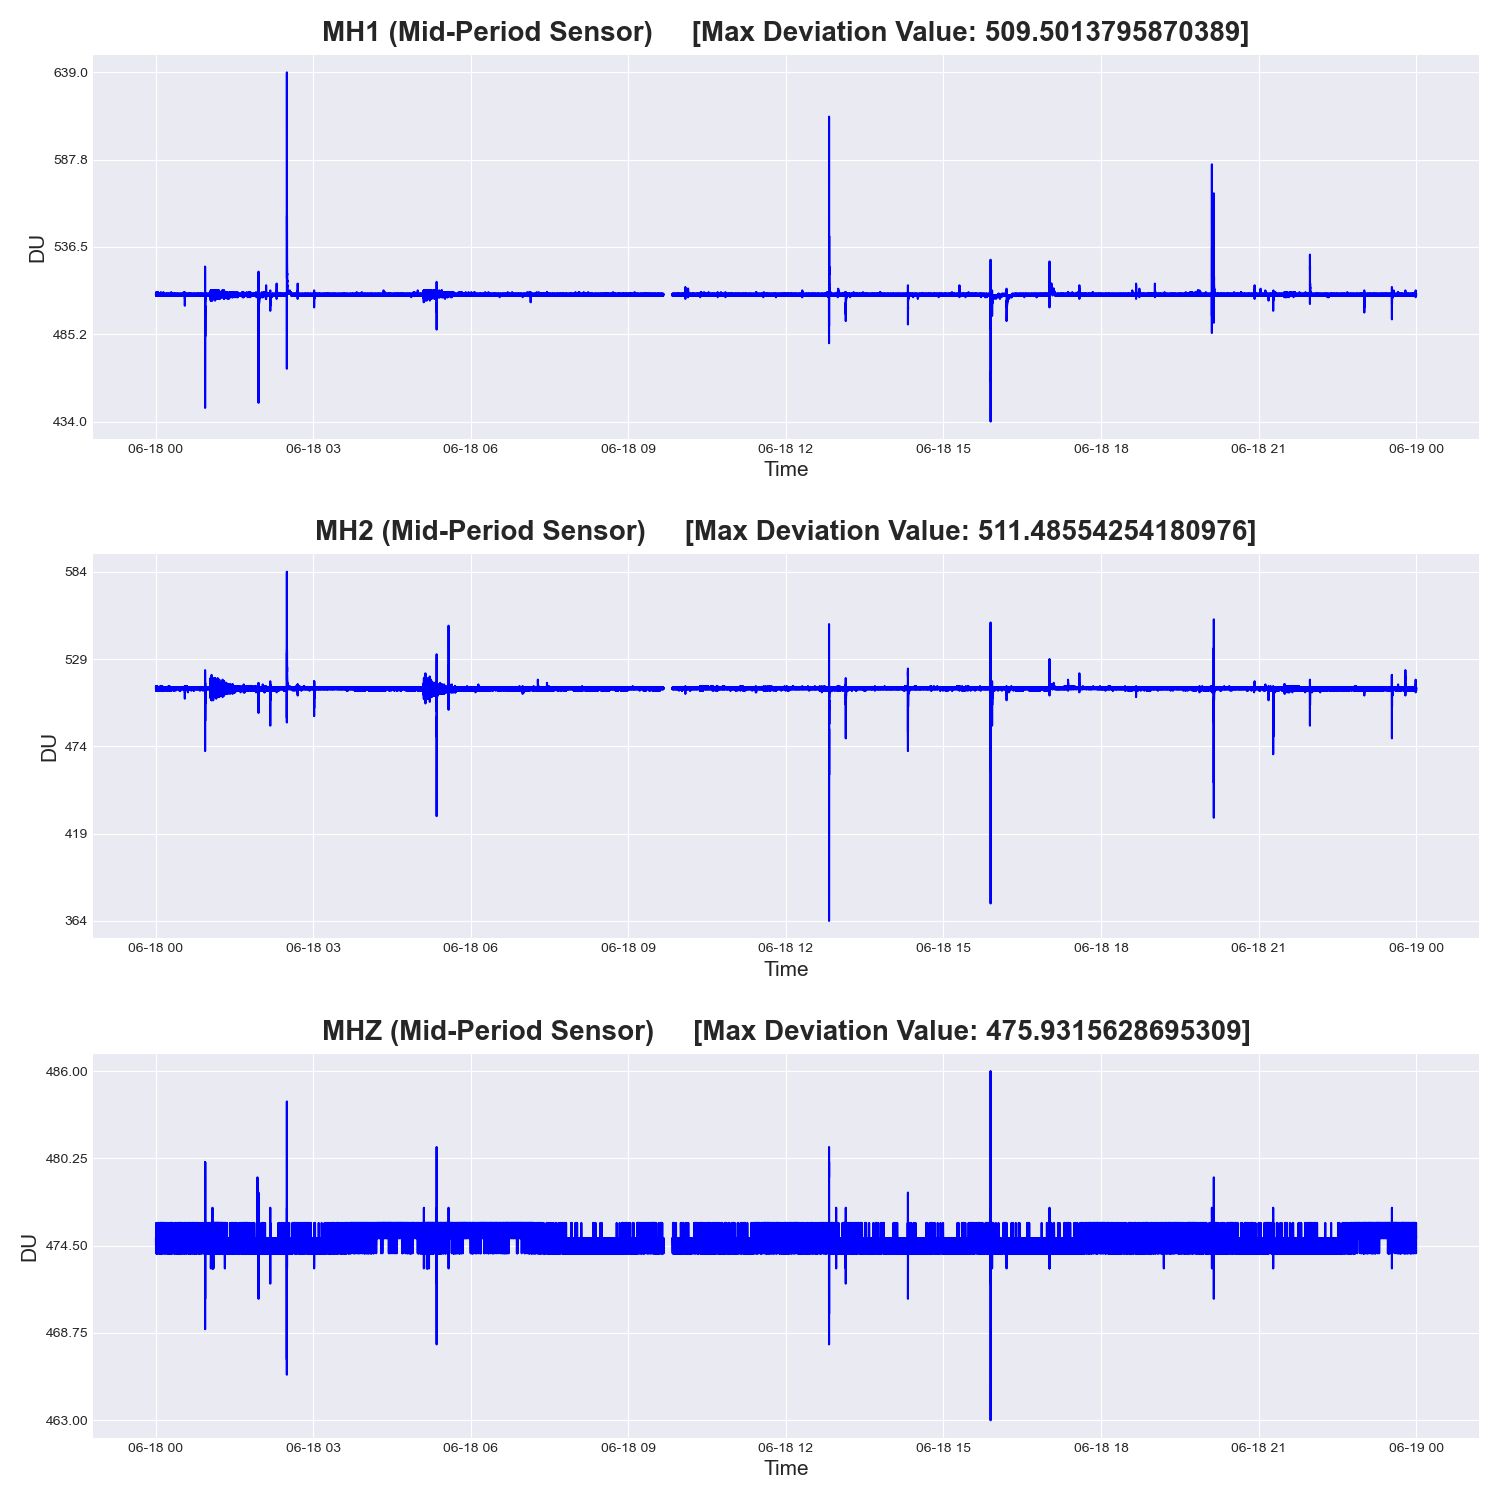 MH1 (Mid-Period Sensor) [Max Deviation Value: 509.5013795870389]
639.0
587.8
536.5
485.2
434.0
DU
06-18 00 06-18 03 06-18 06 06-18 09 06-18 12 06-18 15 06-18 18 06-18 21 06-19 00
Time
MH2 (Mid-Period Sensor) [Max Deviation Value: 511.48554254180976]
584
529
474
419
364
DU
06-18 00 06-18 03 06-18 06 06-18 09 06-18 12 06-18 15 06-18 18 06-18 21 06-19 00
Time
MHZ (Mid-Period Sensor) [Max Deviation Value: 475.9315628695309]
486.00
480.25
474.50
468.75
463.00
DU
06-18 00 06-18 03 06-18 06 06-18 09 06-18 12 06-18 15 06-18 18 06-18 21 06-19 00
Time